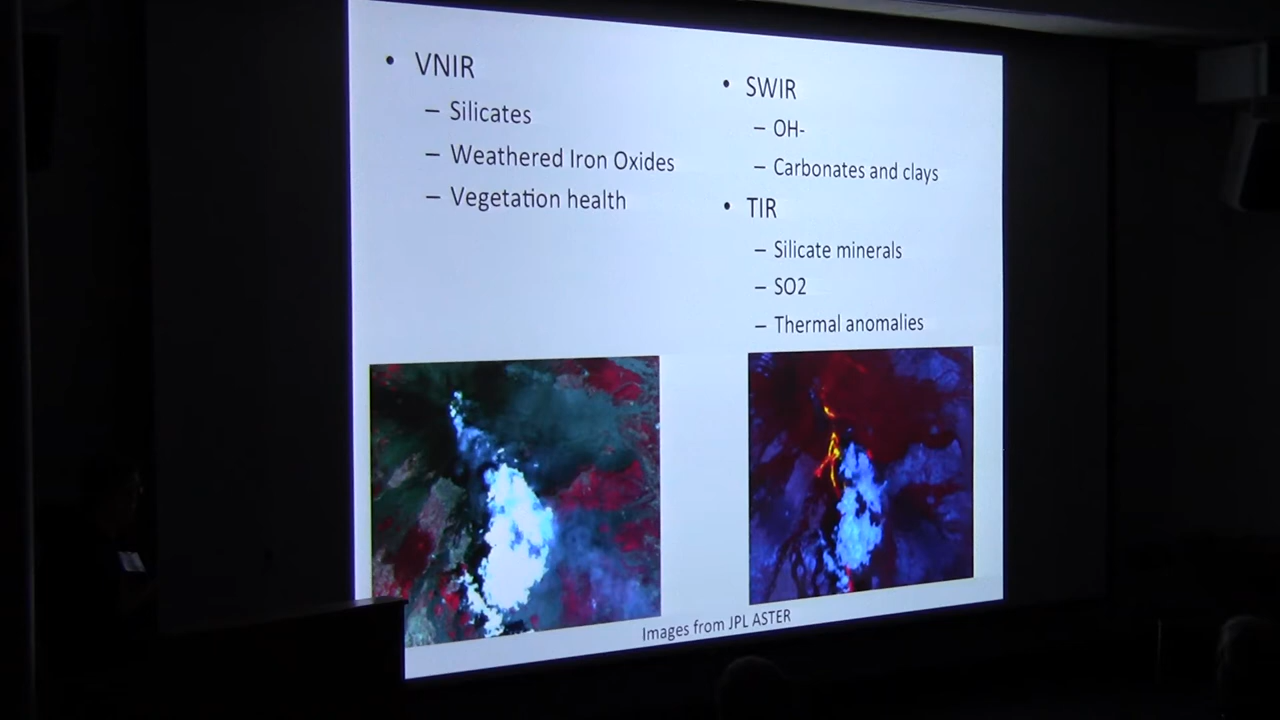 • VNIR
– Silicates
– Weathered Iron Oxides
– Vegetation health
• SWIR
– OH-
– Carbonates and clays
• TIR
– Silicate minerals
– SO2
– Thermal anomalies
Images from JPL ASTER